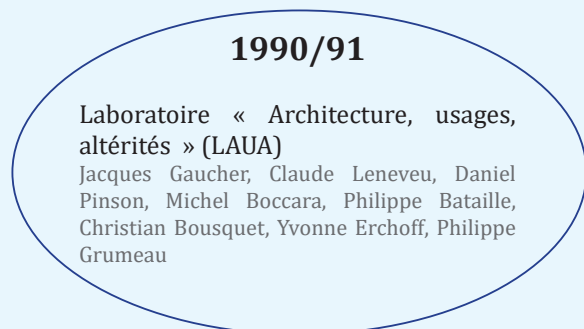 1990/91
Laboratoire « Architecture, usages,
altérités » (LAUA)
Jacques Gaucher, Claude Leneveu, Daniel
Pinson, Michel Boccara, Philippe Bataille,
Christian Bousquet, Yvonne Erchoff, Philippe
Grumeau